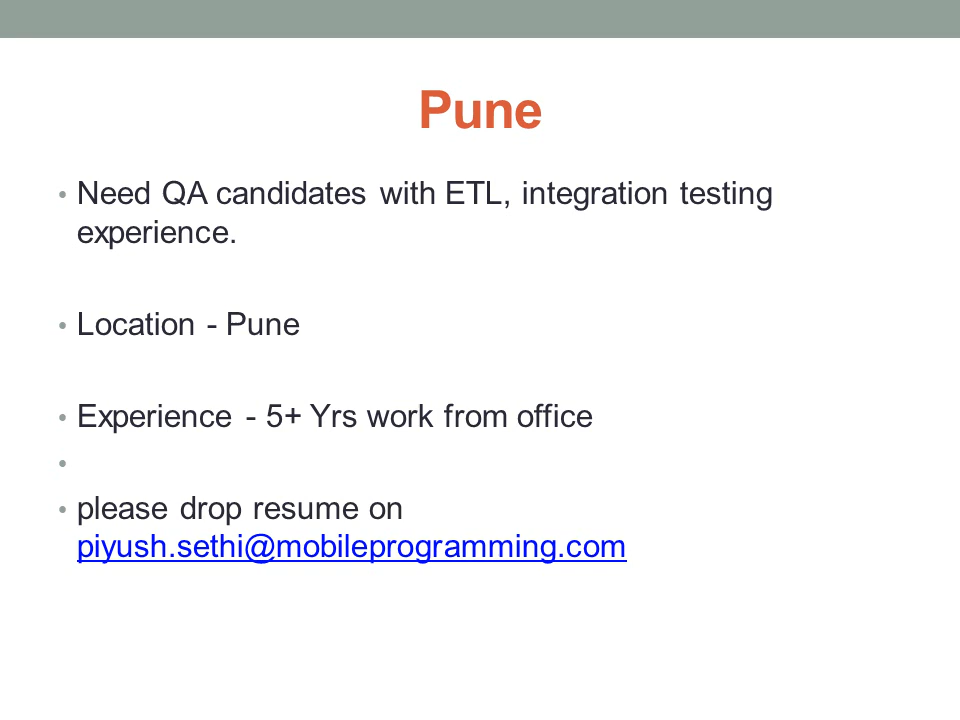 Pune
• Need QA candidates with ETL, integration testing
experience.
• Location - Pune
• Experience - 5+ Yrs work from office
•
• please drop resume on
piyush.sethi@mobileprogramming.com